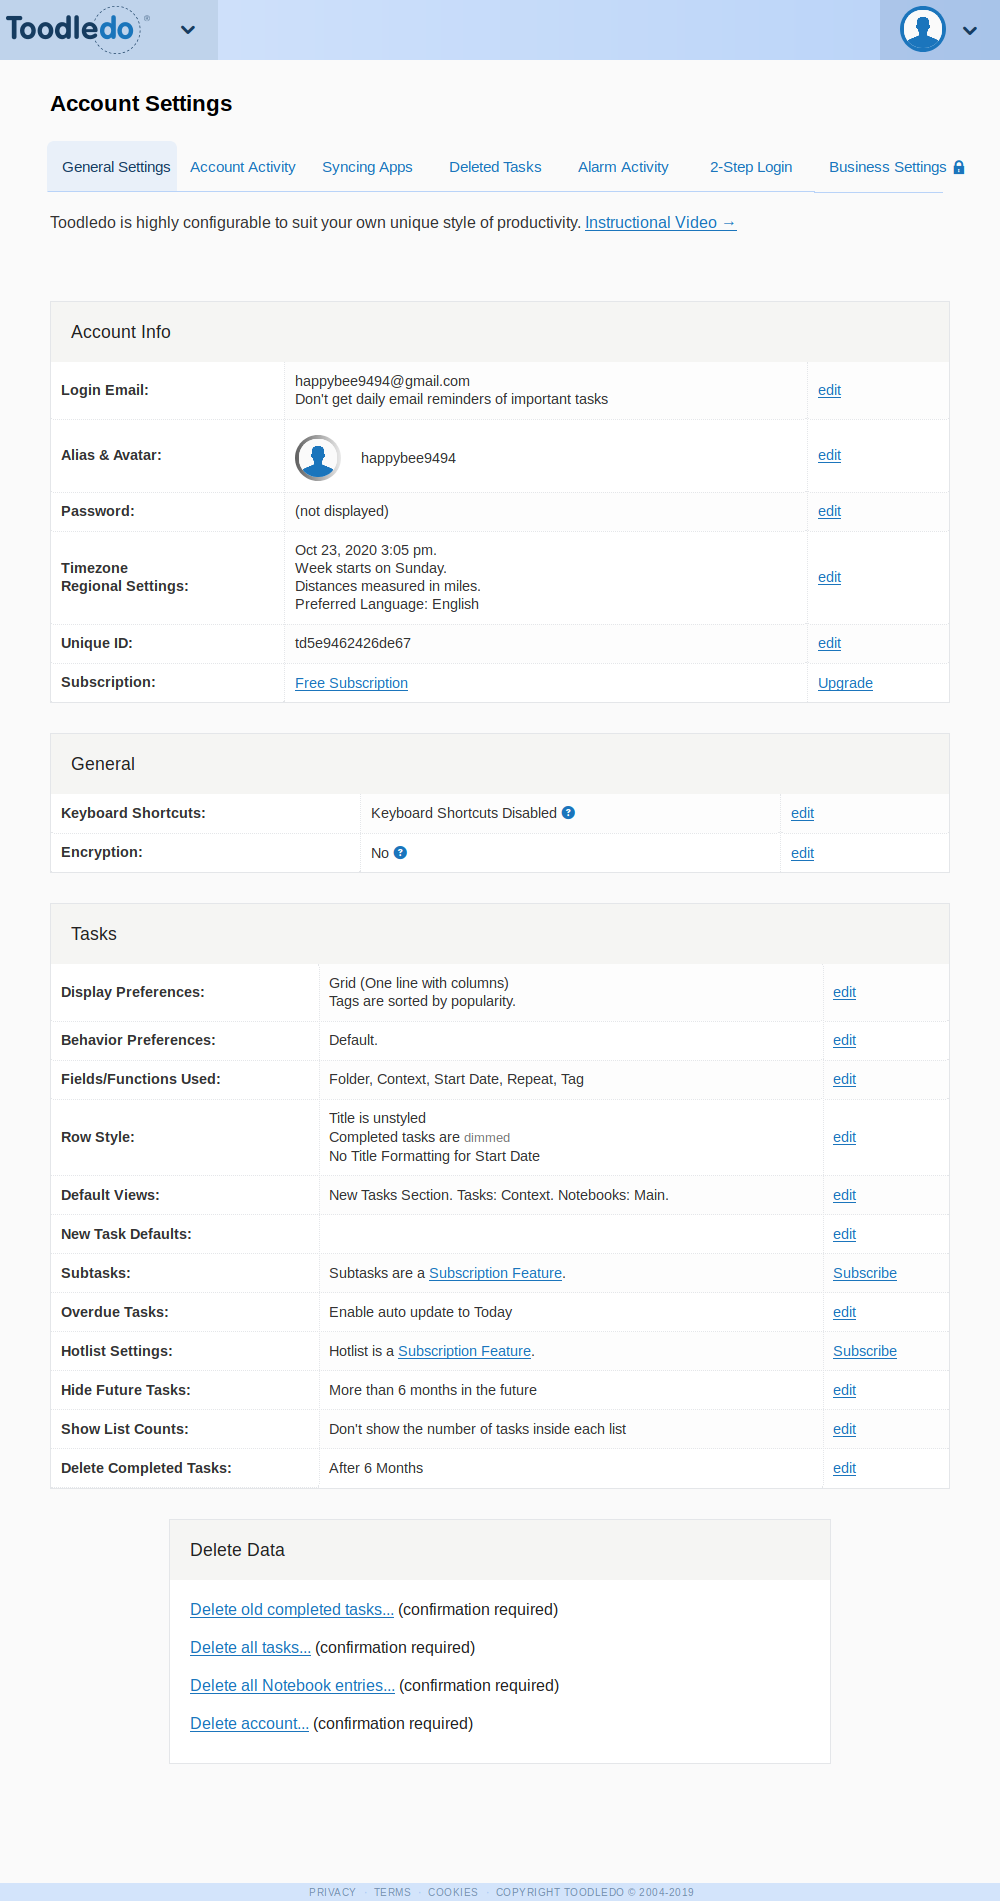 Toodledo®
Account Settings
General Settings Account Activity Syncing Apps Deleted Tasks Alarm Activity 2-Step Login Business Settings
Toodledo is highly configurable to suit your own unique style of productivity. Instructional Video →
Account Info
Login Email:
happybee9494@gmail.com
Don't get daily email reminders of important tasks
edit
Alias & Avatar:
happybee9494
edit
Password:
(not displayed)
edit
Timezone
Regional Settings:
Oct 23, 2020 3:05 pm.
Week starts on Sunday.
Distances measured in miles.
Preferred Language: English
edit
Unique ID:
td5e9462426de67
edit
Subscription:
Free Subscription
Upgrade
General
Keyboard Shortcuts:
Keyboard Shortcuts Disabled ?
edit
Encryption:
No ?
edit
Tasks
Display Preferences:
Grid (One line with columns)
Tags are sorted by popularity.
edit
Behavior Preferences:
Default.
edit
Fields/Functions Used:
Folder, Context, Start Date, Repeat, Tag
edit
Row Style:
Title is unstyled
Completed tasks are dimmed
No Title Formatting for Start Date
edit
Default Views:
New Tasks Section. Tasks: Context. Notebooks: Main.
edit
New Task Defaults:
edit
Subtasks:
Subtasks are a Subscription Feature.
Subscribe
Overdue Tasks:
Enable auto update to Today
edit
Hotlist Settings:
Hotlist is a Subscription Feature.
Subscribe
Hide Future Tasks:
More than 6 months in the future
edit
Show List Counts:
Don't show the number of tasks inside each list
edit
Delete Completed Tasks:
After 6 Months
edit
Delete Data
Delete old completed tasks... (confirmation required)
Delete all tasks... (confirmation required)
Delete all Notebook entries... (confirmation required)
Delete account... (confirmation required)
PRIVACY · TERMS · COOKIES · COPYRIGHT TOODLEDO © 2004-2019